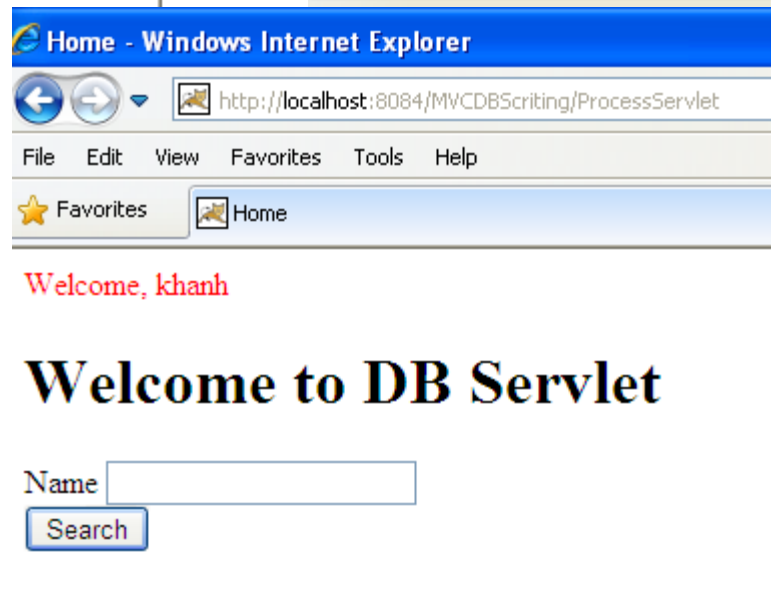 Home - Windows Internet Explorer
http://localhost:8084/MVCDBScriting/ProcessServlet
File Edit View Favorites Tools Help
Favorites Home
Welcome, khanh
Welcome to DB Servlet
Name
Search